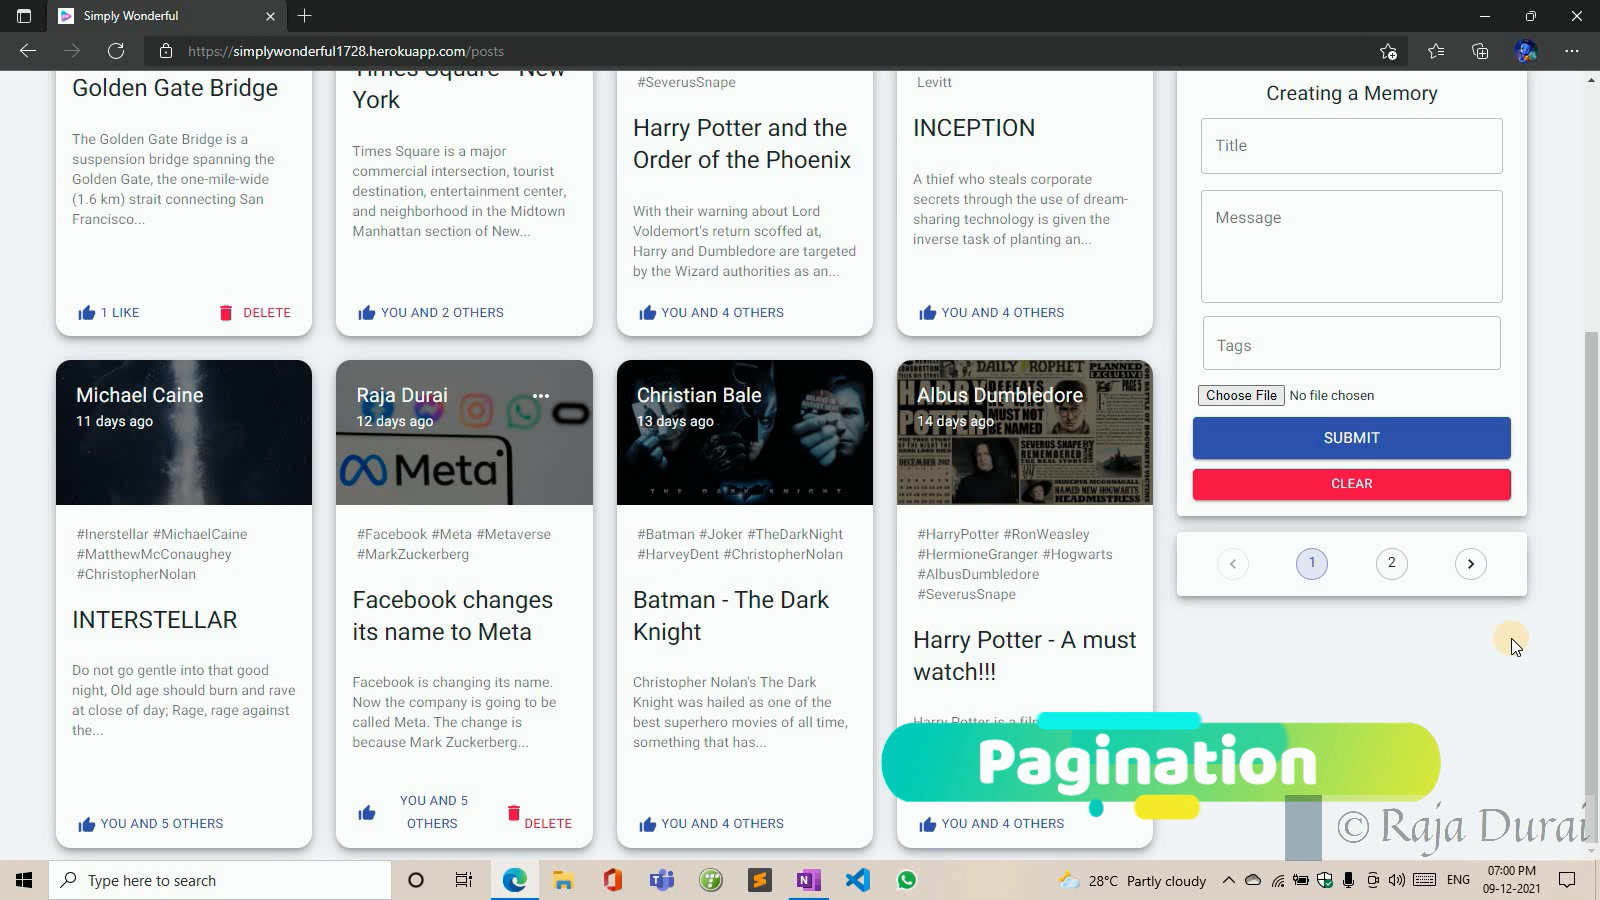 Simply Wonderful
https://simplywonderful1728.herokuapp.com/posts
Golden Gate Bridge
The Golden Gate Bridge is a
suspension bridge spanning the
Golden Gate, the one-mile-wide
(1.6 km) strait connecting San
Francisco...
1 LIKE
DELETE
Times Square - New
York
Times Square is a major
commercial intersection, tourist
destination, entertainment center,
and neighborhood in the Midtown
Manhattan section of New...
YOU AND 2 OTHERS
#SeverusSnape
Harry Potter and the
Order of the Phoenix
With their warning about Lord
Voldemort's return scoffed at,
Harry and Dumbledore are targeted
by the Wizard authorities as an...
YOU AND 4 OTHERS
Levitt
INCEPTION
A thief who steals corporate
secrets through the use of dream-
sharing technology is given the
inverse task of planting an...
YOU AND 4 OTHERS
Creating a Memory
Title
Message
Tags
Choose File No file chosen
SUBMIT
CLEAR
1
2
Michael Caine
11 days ago
#Inerstellar #MichaelCaine
#MatthewMcConaughey
#ChristopherNolan
INTERSTELLAR
Do not go gentle into that good
night, Old age should burn and rave
at close of day; Rage, rage against
the...
YOU AND 5 OTHERS
Raja Durai
12 days ago
Meta
#Facebook #Meta #Metaverse
#MarkZuckerberg
Facebook changes
its name to Meta
Facebook is changing its name.
Now the company is going to be
called Meta. The change is
because Mark Zuckerberg...
YOU AND 5
OTHERS
DELETE
Christian Bale
13 days ago
THE DARK KNIGHT
#Batman #Joker #TheDarkNight
#HarveyDent #ChristopherNolan
Batman - The Dark
Knight
Christopher Nolan's The Dark
Knight was hailed as one of the
best superhero movies of all time,
something that has...
YOU AND 4 OTHERS
DAILY PROPHET
Albus Dumbledore
14 days ago
SEVERUS SNAPE
REMEMBERED
MINERVA MCGONAGALL
NAMED NEW HOGWARTS
HEADMISTRESS
#HarryPotter #RonWeasley
#HermioneGranger #Hogwarts
#AlbusDumbledore
#SeverusSnape
Harry Potter - A must
watch!!!
Harry Potter is a film
YOU AND 4 OTHERS
Pagination
© Raja Durai
Type here to search
28°C Partly cloudy
ENG
07:00 PM
09-12-2021